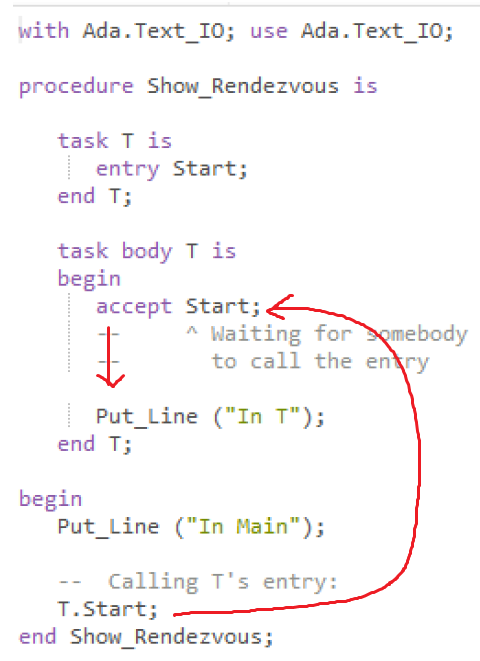 with Ada.Text_IO; use Ada.Text_IO;
procedure Show_Rendezvous is
task T is
entry Start;
end T;
task body T is
begin
accept Start;
-- ^ Waiting for somebody
-- to call the entry
Put_Line ("In T");
end T;
begin
Put_Line ("In Main");
-- Calling T's entry:
T.Start;
end Show_Rendezvous;